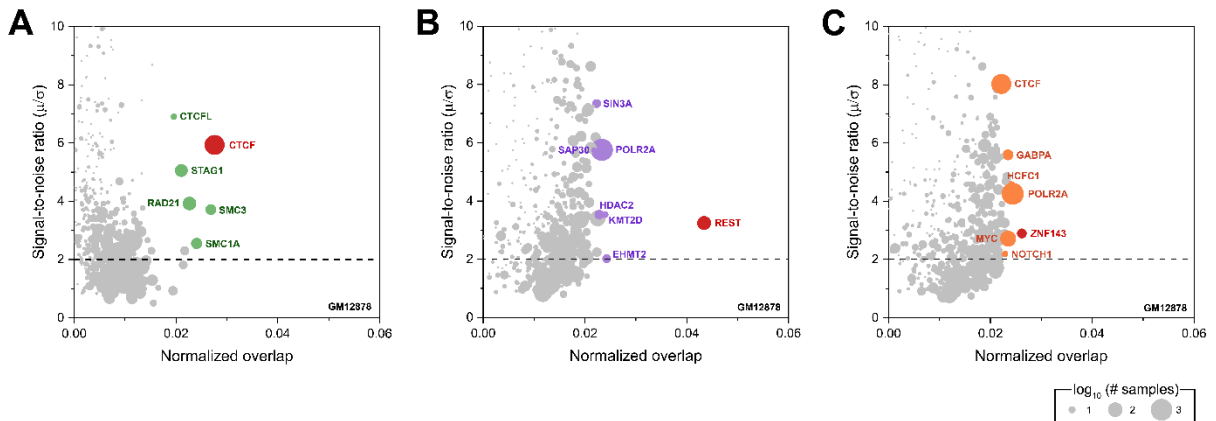 A
Signal-to-noise ratio (μ/σ)
10
8
6
4
2
0
CTCFL
CTCF
STAG1
RAD21
SMC3
SMC1A
GM12878
0.00
0.02
0.04
0.06
Normalized overlap
B
Signal-to-noise ratio (μ/σ)
10
8
6
4
2
0
SIN3A
SAP30
POLR2A
HDAC2
KMT2D
REST
EHMT2
GM12878
0.00
0.02
0.04
0.06
Normalized overlap
C
Signal-to-noise ratio (μ/σ)
10
8
6
4
2
0
CTCF
GABPA
HCFC1
POLR2A
ZNF143
MYC
NOTCH1
GM12878
0.00
0.02
0.04
0.06
Normalized overlap
log10 (# samples)
1 2 3